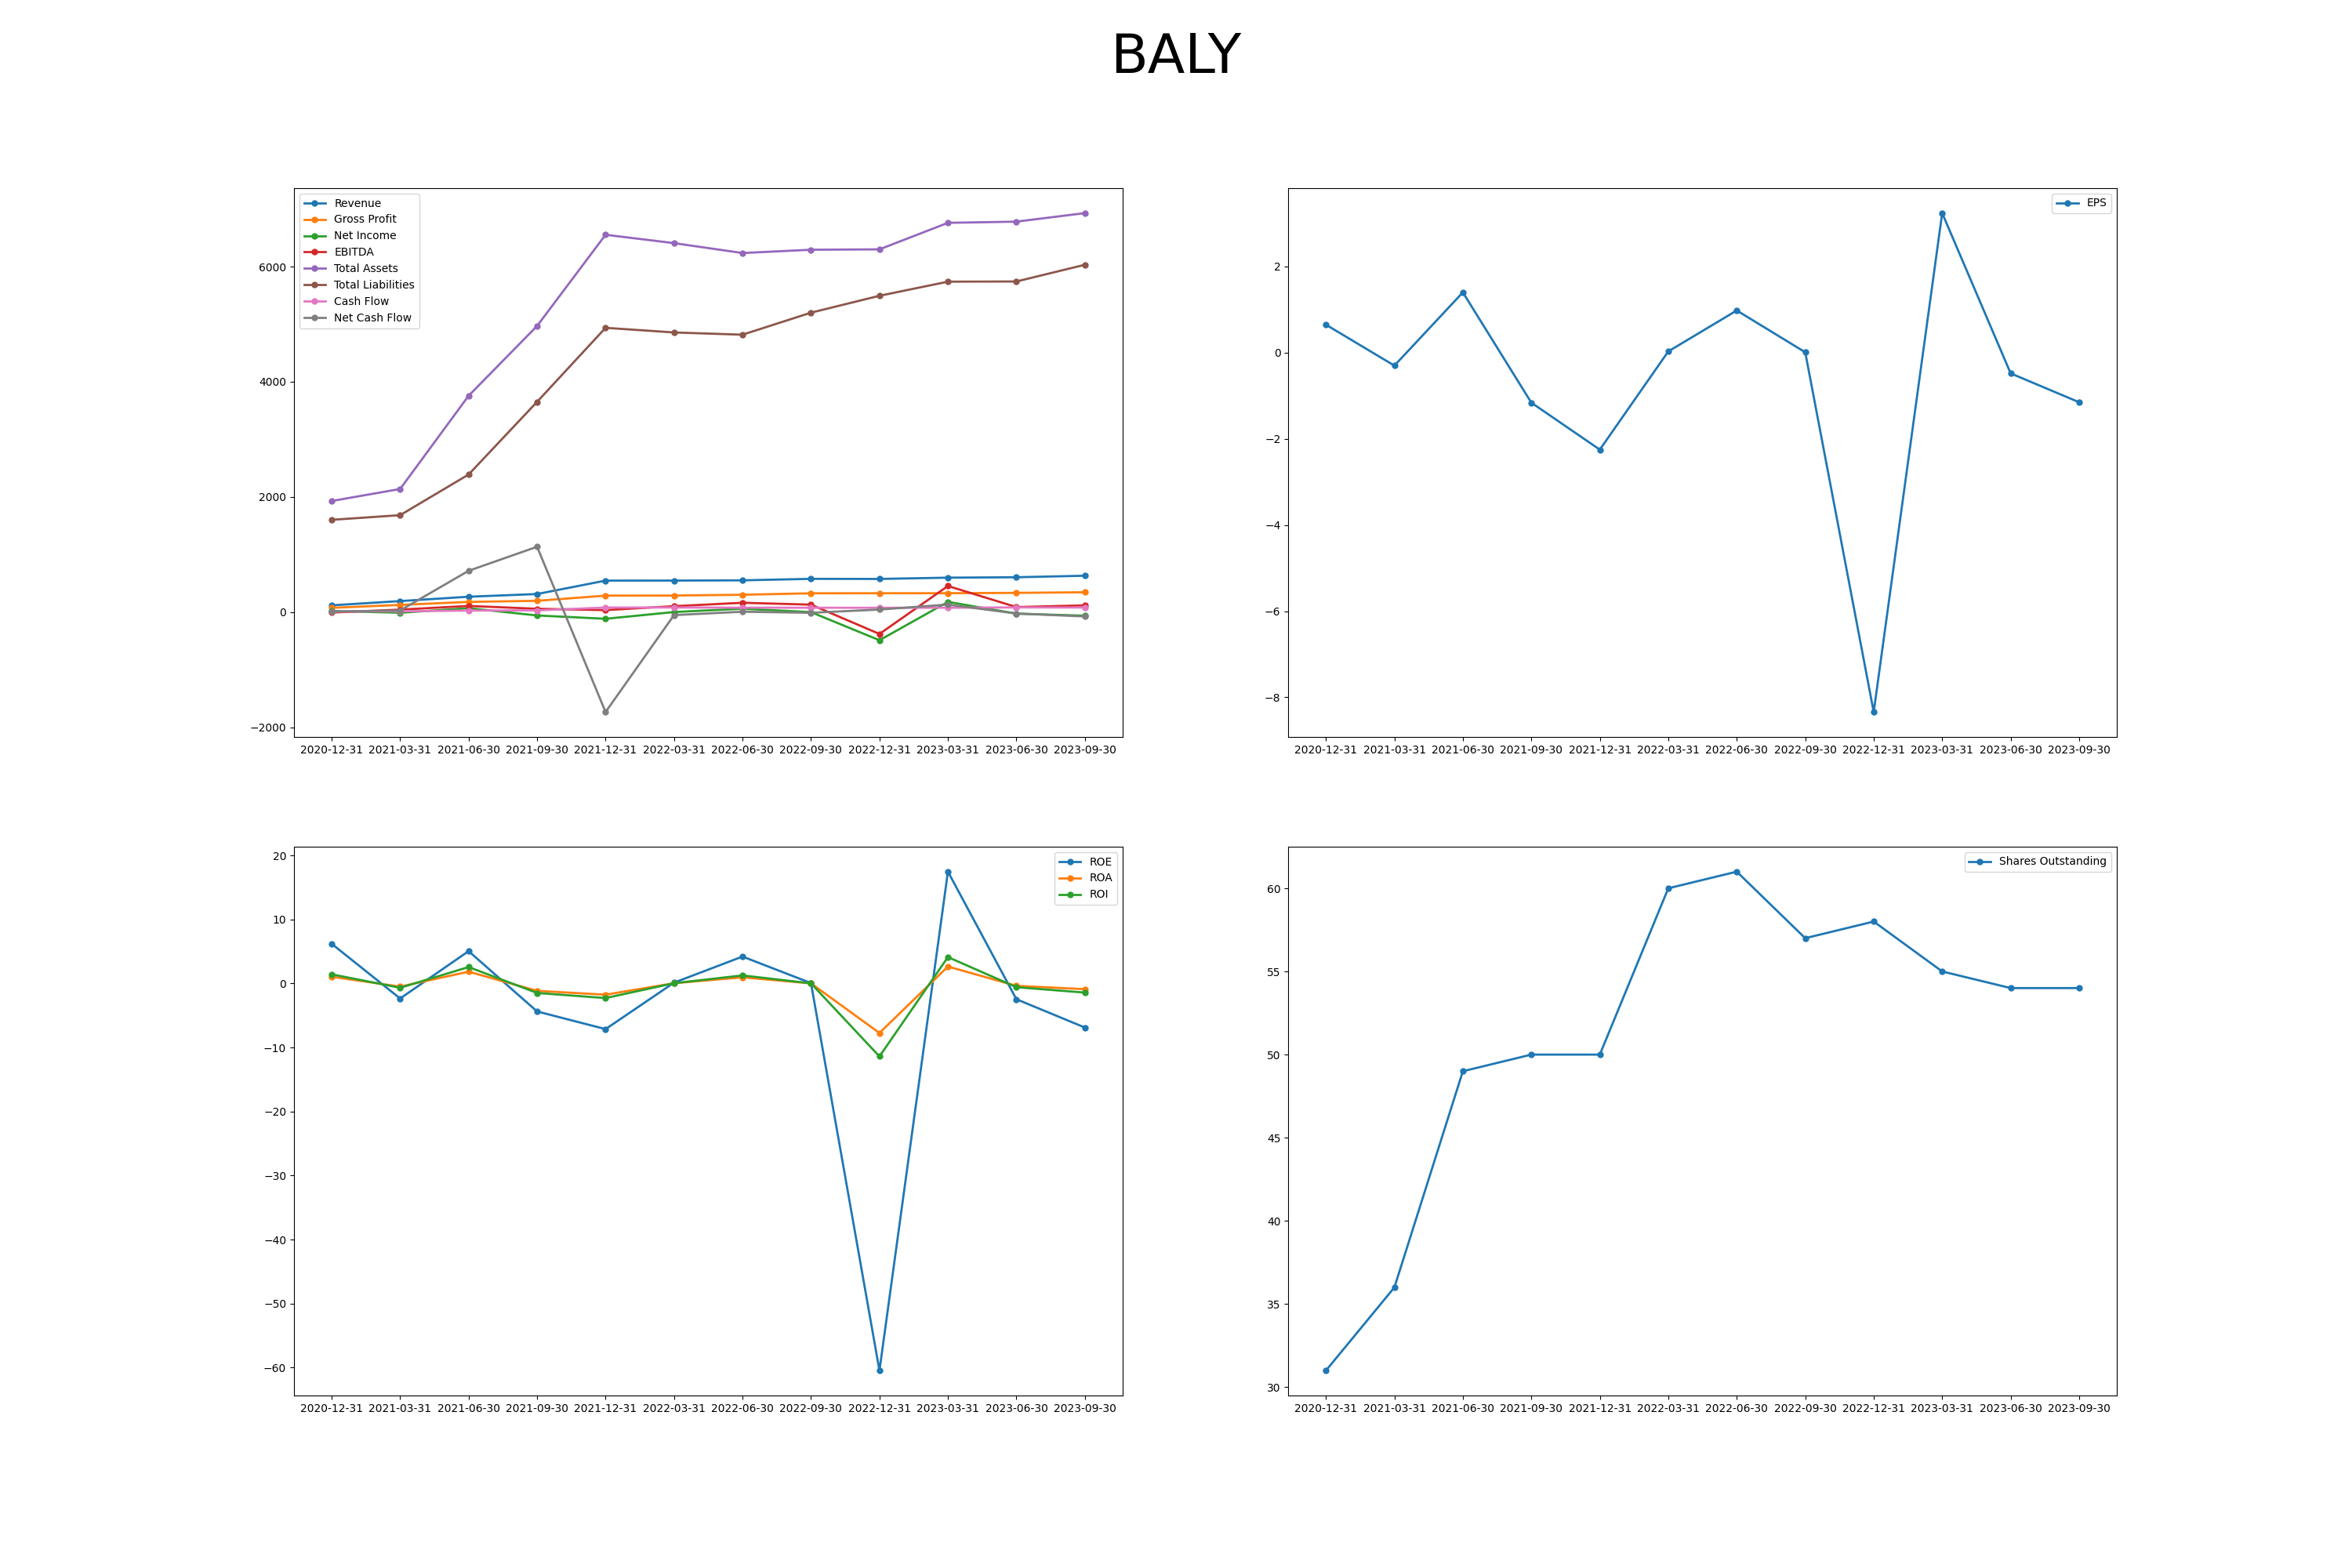 BALY
Revenue
Gross Profit
Net Income
EBITDA
Total Assets
Total Liabilities
Cash Flow
Net Cash Flow
6000
4000
2000
0
−2000
2020-12-31 2021-03-31 2021-06-30 2021-09-30 2021-12-31 2022-03-31 2022-06-30 2022-09-30 2022-12-31 2023-03-31 2023-06-30 2023-09-30
EPS
2
0
−2
−4
−6
−8
2020-12-31 2021-03-31 2021-06-30 2021-09-30 2021-12-31 2022-03-31 2022-06-30 2022-09-30 2022-12-31 2023-03-31 2023-06-30 2023-09-30
ROE
ROA
ROI
20
10
0
−10
−20
−30
−40
−50
−60
2020-12-31 2021-03-31 2021-06-30 2021-09-30 2021-12-31 2022-03-31 2022-06-30 2022-09-30 2022-12-31 2023-03-31 2023-06-30 2023-09-30
Shares Outstanding
60
55
50
45
40
35
30
2020-12-31 2021-03-31 2021-06-30 2021-09-30 2021-12-31 2022-03-31 2022-06-30 2022-09-30 2022-12-31 2023-03-31 2023-06-30 2023-09-30